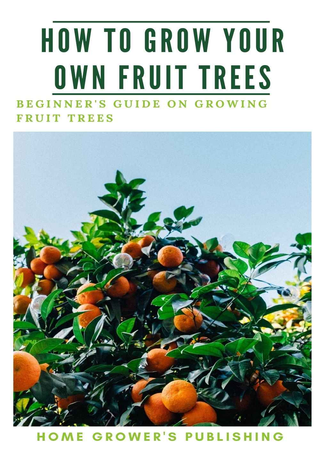 HOW TO GROW YOUR
OWN FRUIT TREES
BEGINNER'S GUIDE ON GROWING
FRUIT TREES
HOME GROWER'S PUBLISHING